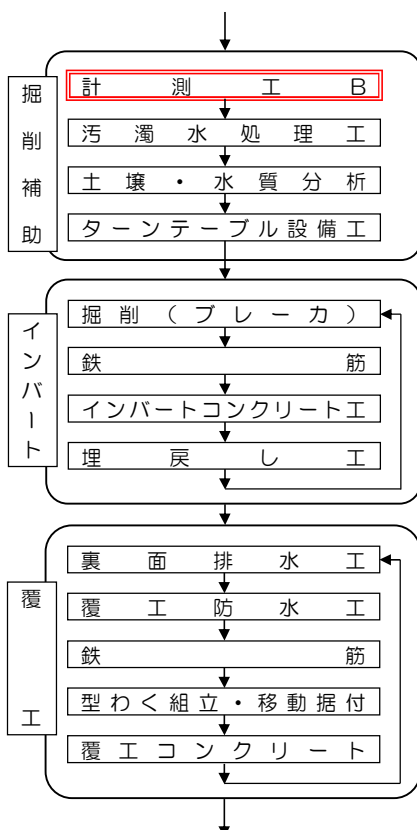 掘削補助
計測工B
汚濁水処理工
土壌・水質分析
ターンテーブル設備工
インバート
掘削(ブレーカ)
鉄筋
インバートコンクリート工
埋戻し工
覆工
裏面排水工
覆工防水工
鉄筋
型わく組立・移動据付
覆工コンクリート